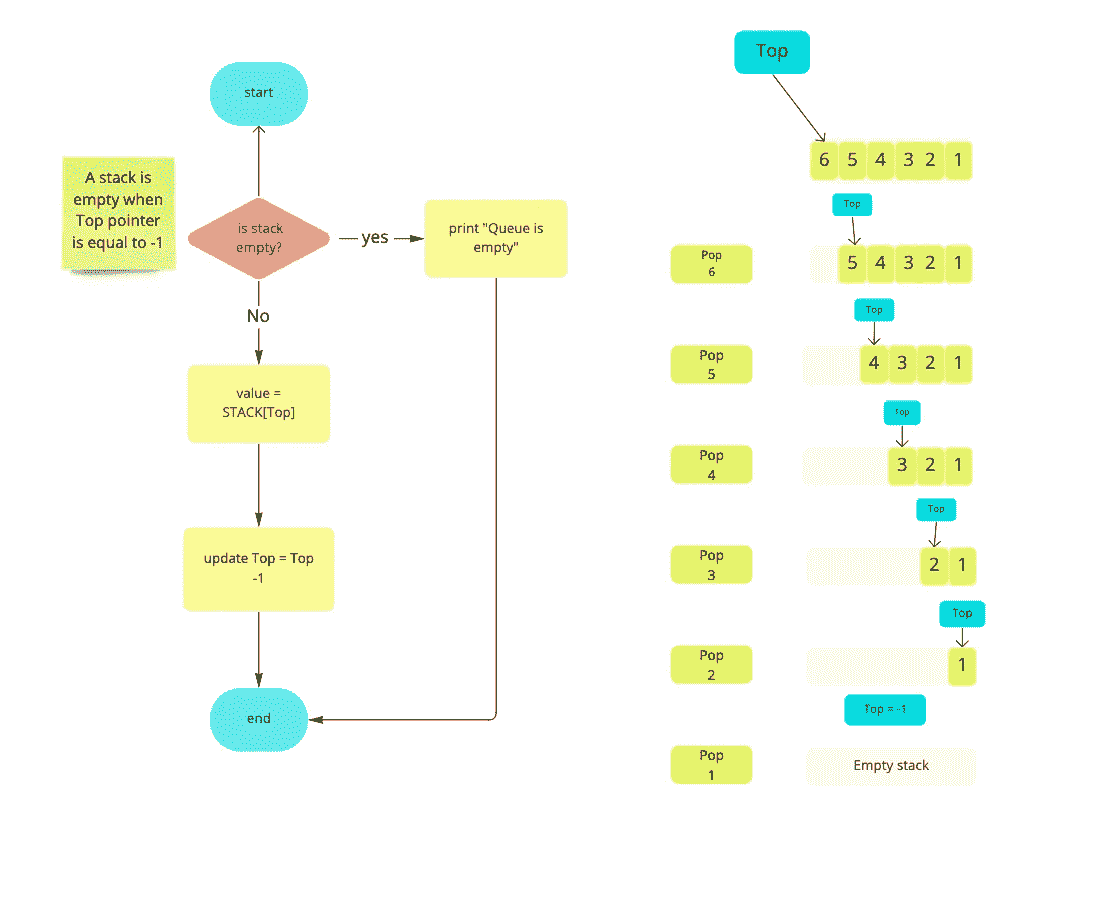 start
A stack is
empty when
Top pointer
is equal to -1
is stack
empty?
yes
print "Queue is
empty"
No
value =
STACK[Top]
update Top = Top
-1
end
Top
6 5 4 3 2 1
Top
Pop
6
5 4 3 2 1
Top
Pop
5
4 3 2 1
Top
Pop
4
3 2 1
Top
Pop
3
2 1
Top
Pop
2
1
Top = -1
Pop
1
Empty stack